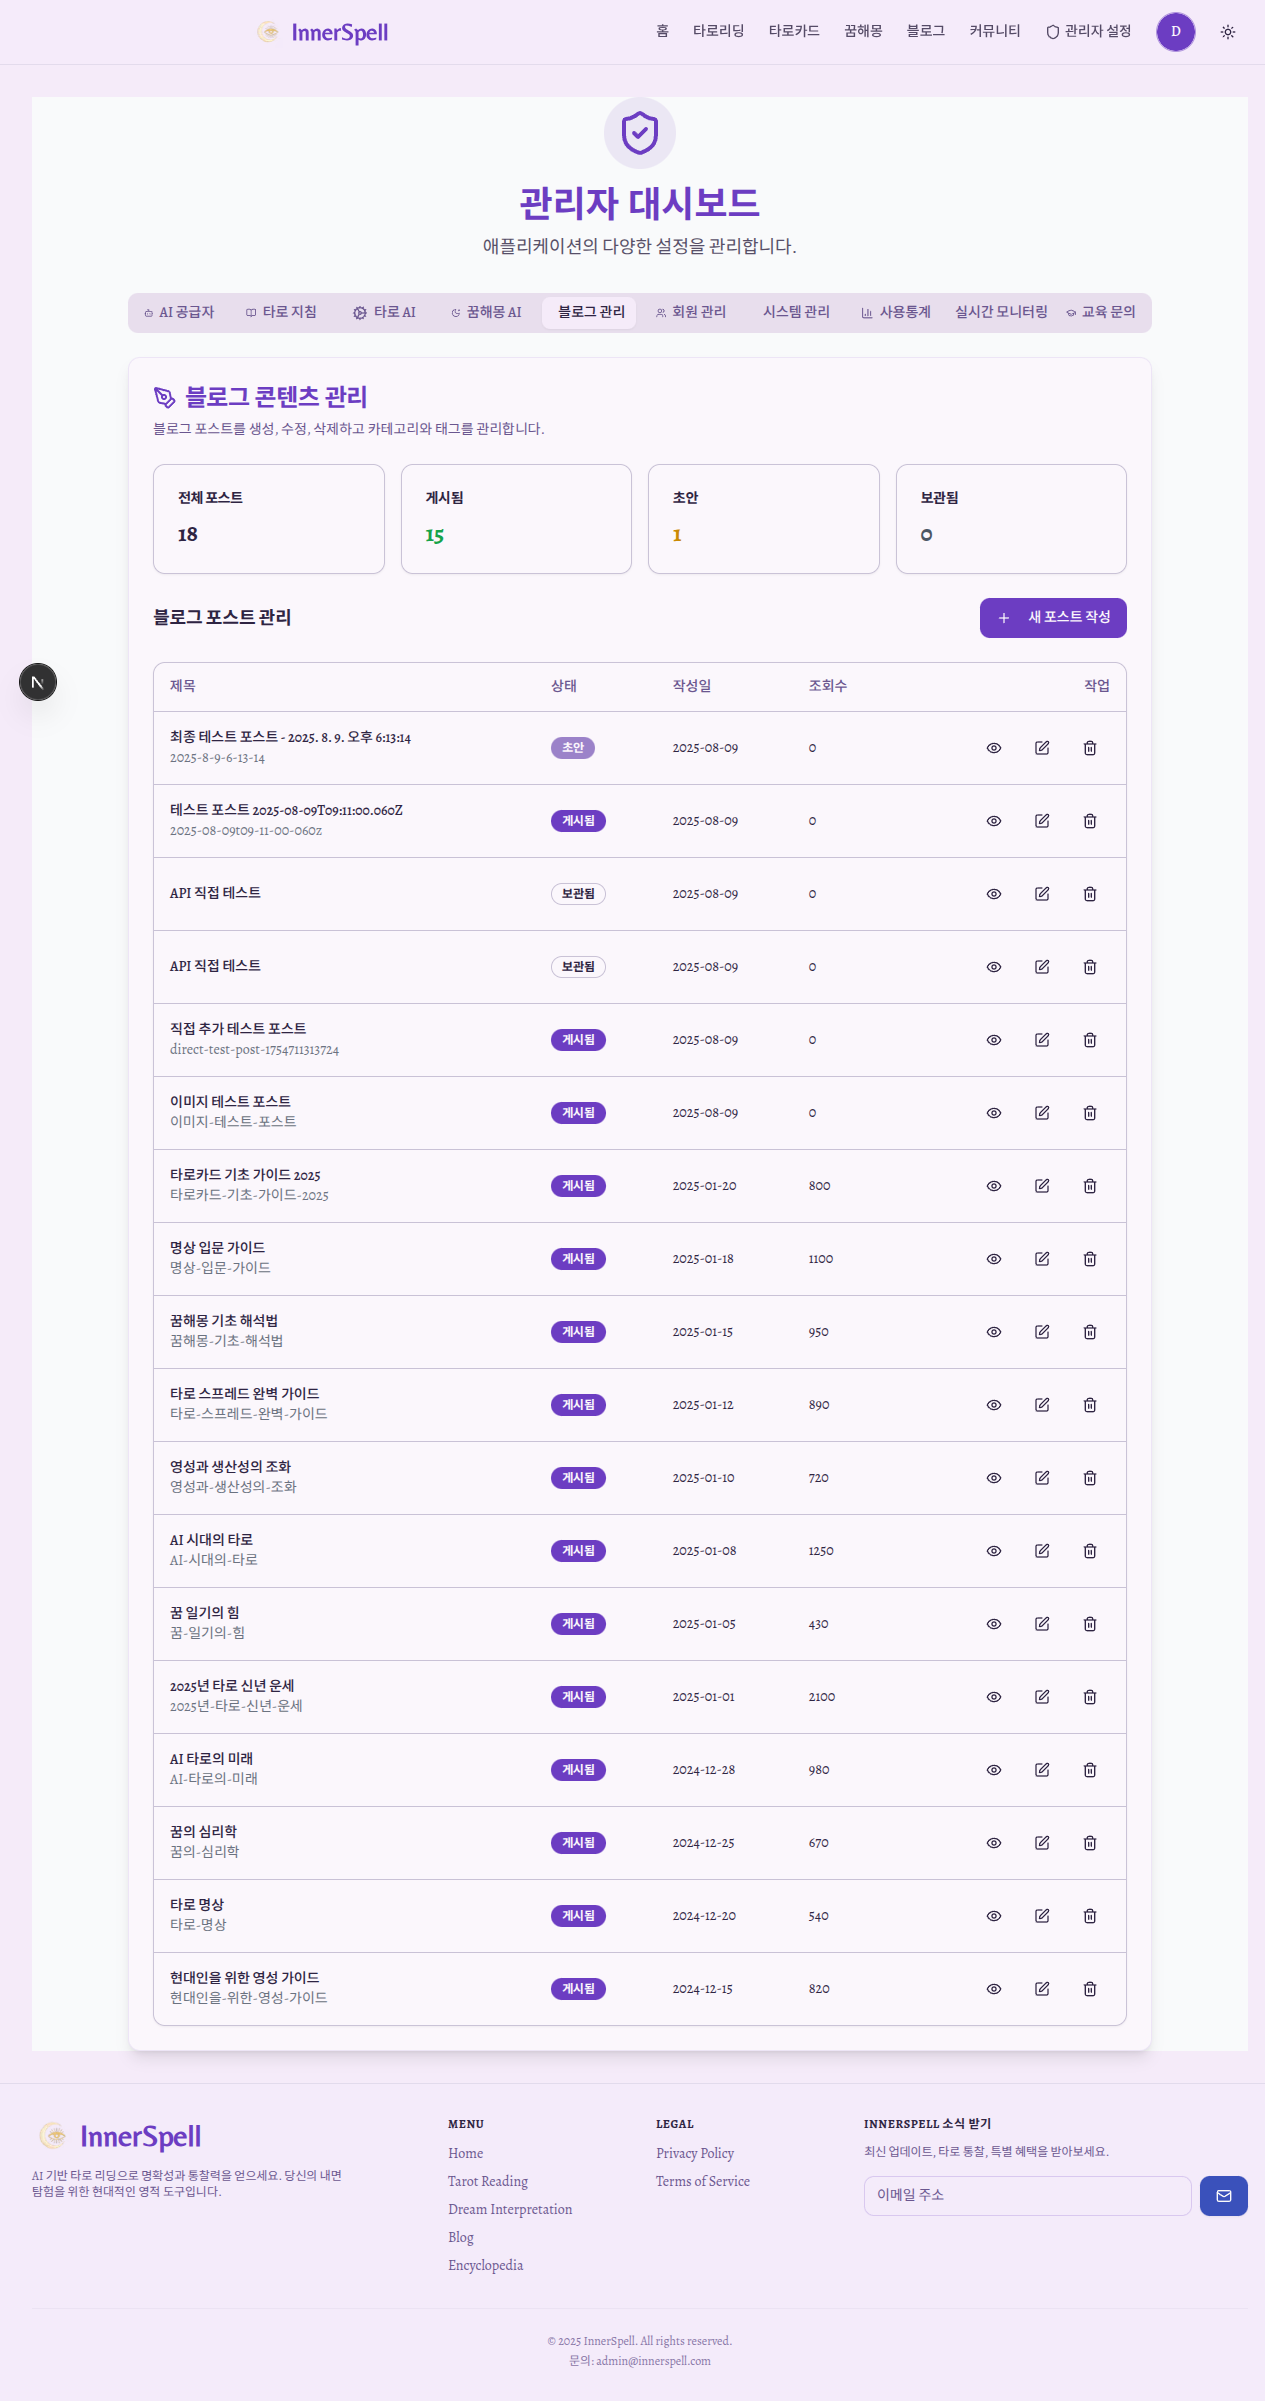 InnerSpell
홈 타로리딩 타로카드 꿈해몽 블로그 커뮤니티 관리자 설정 D
관리자 대시보드
애플리케이션의 다양한 설정을 관리합니다.
AI 공급자 타로 지침 타로 AI 꿈해몽 AI 블로그 관리 회원 관리 시스템 관리 사용통계 실시간 모니터링 교육 문의
블로그 콘텐츠 관리
블로그 포스트를 생성, 수정, 삭제하고 카테고리와 태그를 관리합니다.
전체 포스트 게시됨 초안 보관됨
18 15 1 0
블로그 포스트 관리 새 포스트 작성
N
제목 상태 작성일 조회수 작업
최종 테스트 포스트 - 2025. 8. 9. 오후 6:13:14
2025-8-9-6-13-14
초안 2025-08-09 0
테스트 포스트 2025-08-09T09:11:00.060Z
2025-08-09t09-11-00-060z
게시됨 2025-08-09 0
API 직접 테스트 보관됨 2025-08-09 0
API 직접 테스트 보관됨 2025-08-09 0
직접 추가 테스트 포스트
direct-test-post-1754711313724
게시됨 2025-08-09 0
이미지 테스트 포스트
이미지-테스트-포스트
게시됨 2025-08-09 0
타로카드 기초 가이드 2025
타로카드-기초-가이드-2025
게시됨 2025-01-20 800
명상 입문 가이드
명상-입문-가이드
게시됨 2025-01-18 1100
꿈해몽 기초 해석법
꿈해몽-기초-해석법
게시됨 2025-01-15 950
타로 스프레드 완벽 가이드
타로-스프레드-완벽-가이드
게시됨 2025-01-12 890
영성과 생산성의 조화
영성과-생산성의-조화
게시됨 2025-01-10 720
AI 시대의 타로
AI-시대의-타로
게시됨 2025-01-08 1250
꿈 일기의 힘
꿈-일기의-힘
게시됨 2025-01-05 430
2025년 타로 신년 운세
2025년-타로-신년-운세
게시됨 2025-01-01 2100
AI 타로의 미래
AI-타로의-미래
게시됨 2024-12-28 980
꿈의 심리학
꿈의-심리학
게시됨 2024-12-25 670
타로 명상
타로-명상
게시됨 2024-12-20 540
현대인을 위한 영성 가이드
현대인을-위한-영성-가이드
게시됨 2024-12-15 820
InnerSpell
AI 기반 타로 리딩으로 명확성과 통찰력을 얻으세요. 당신의 내면
탐험을 위한 현대적인 영적 도구입니다.
MENU
Home
Tarot Reading
Dream Interpretation
Blog
Encyclopedia
LEGAL
Privacy Policy
Terms of Service
INNERSPELL 소식 받기
최신 업데이트, 타로 통찰, 특별 혜택을 받아보세요.
이메일 주소
© 2025 InnerSpell. All rights reserved.
문의: admin@innerspell.com